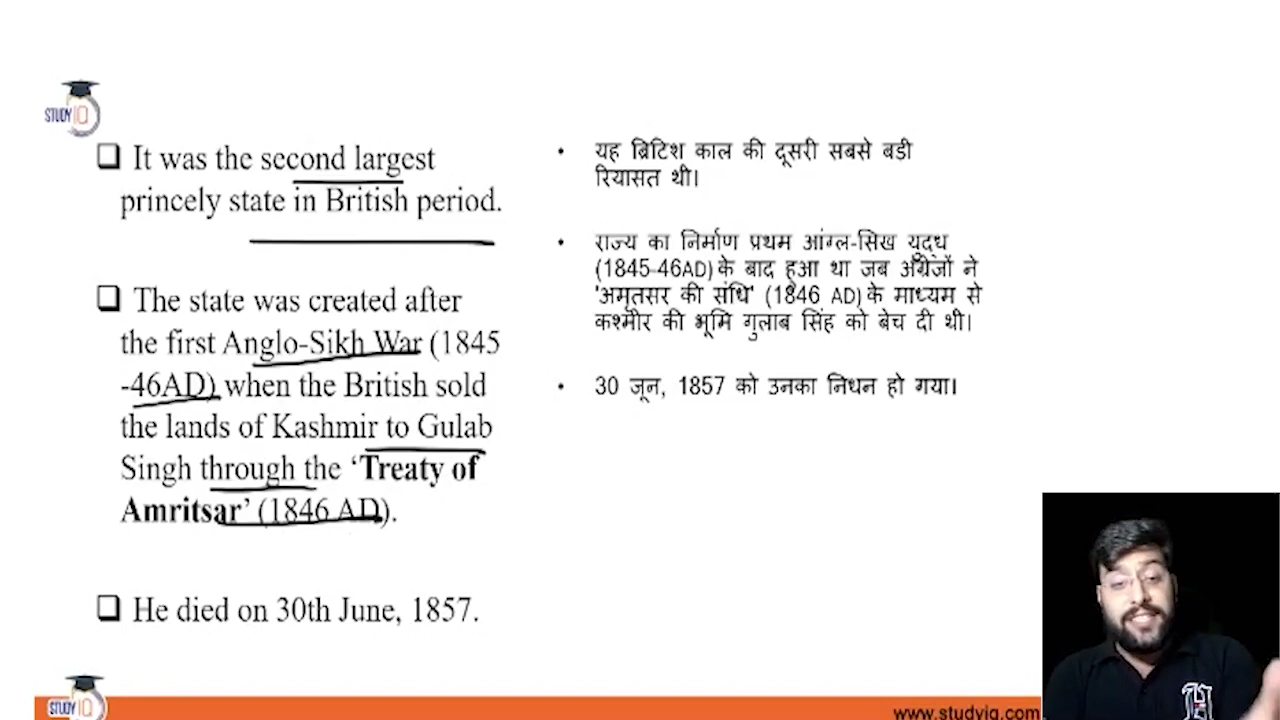 STUDY IQ
❑ It was the second largest
princely state in British period.
❑ The state was created after
the first Anglo-Sikh War (1845
-46AD) when the British sold
the lands of Kashmir to Gulab
Singh through the ‘Treaty of
Amritsar’ (1846 AD).
❑ He died on 30th June, 1857.
• यह ब्रिटिश काल की दूसरी सबसे बडी
रियासत थी।
• राज्य का निर्माण प्रथम आंग्ल-सिख युद्ध
(1845-46AD) के बाद हुआ था जब अंग्रेजों ने
'अमृतसर की संधि' (1846 AD) के माध्यम से
कश्मीर की भूमि गुलाब सिंह को बेच दी थी।
• 30 जून, 1857 को उनका निधन हो गया।
STUDY IQ
www.studyiq.com